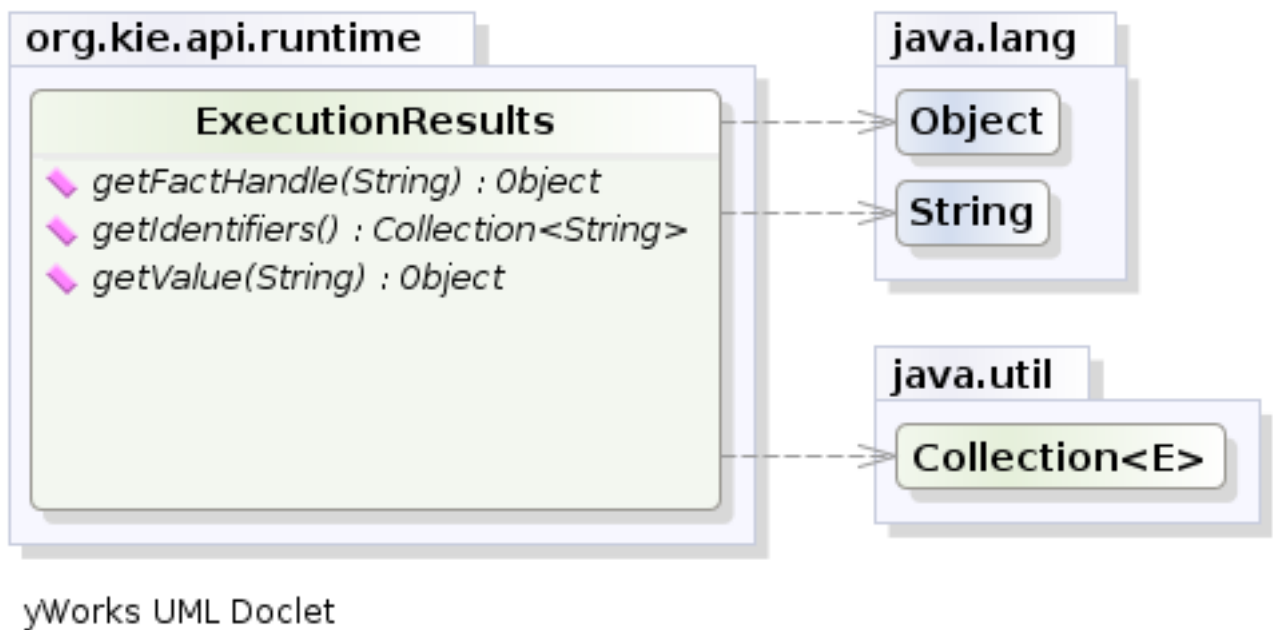 org.kie.api.runtime
ExecutionResults
getFactHandle(String) : Object
getIdentifiers() : Collection<String>
getValue(String) : Object
java.lang
Object
String
java.util
Collection<E>
yWorks UML Doclet